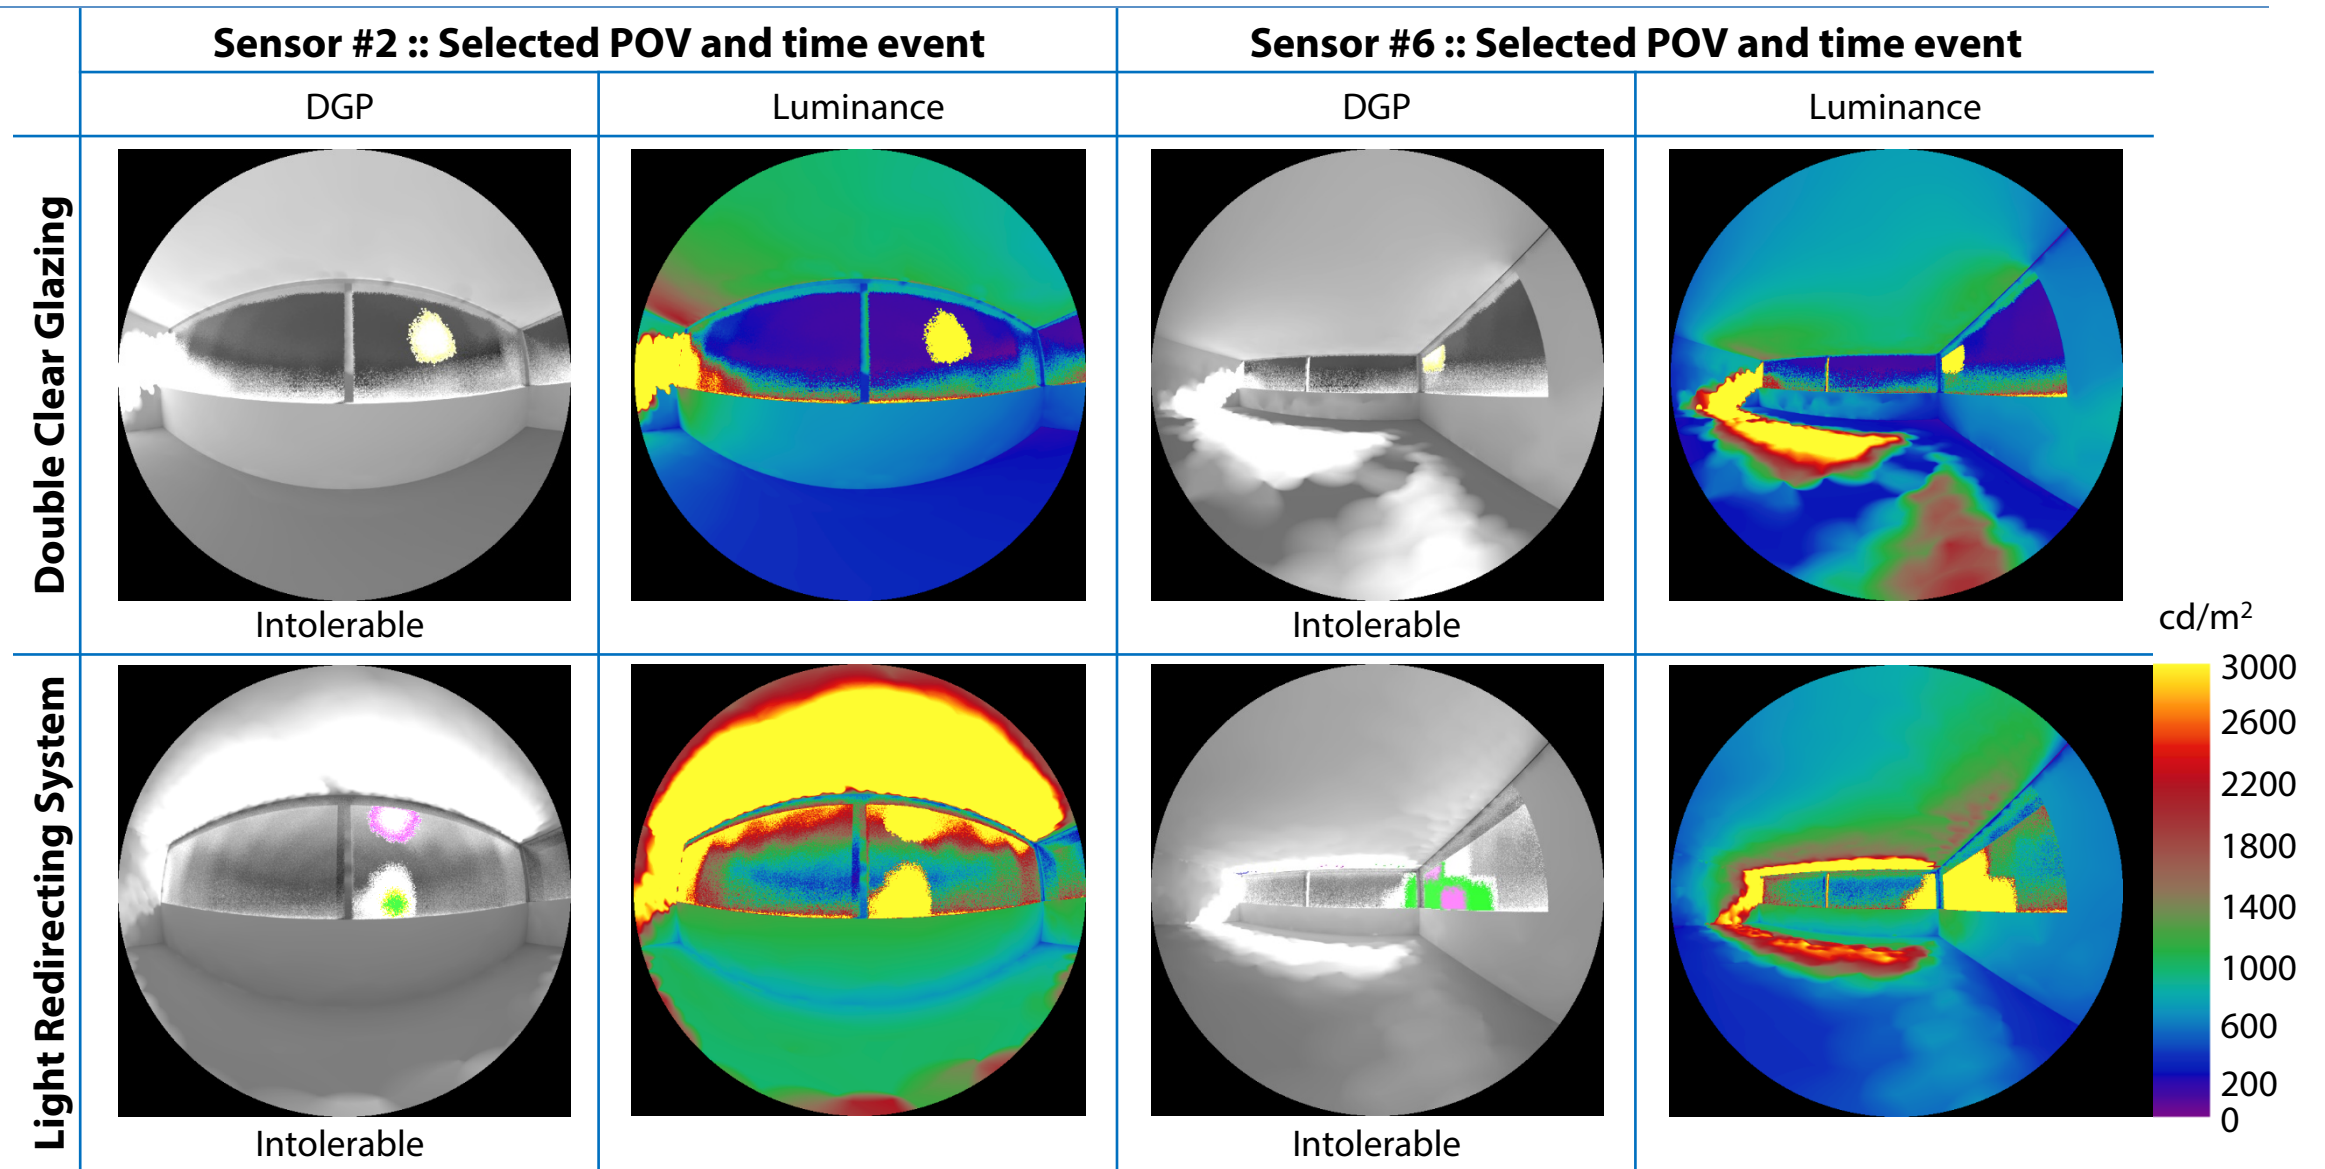 Sensor #2 :: Selected POV and time event
Sensor #6 :: Selected POV and time event
DGP
Luminance
DGP
Luminance
Double Clear Glazing
Intolerable
Intolerable
Light Redirecting System
Intolerable
Intolerable
cd/m²
3000
2600
2200
1800
1400
1000
600
200
0